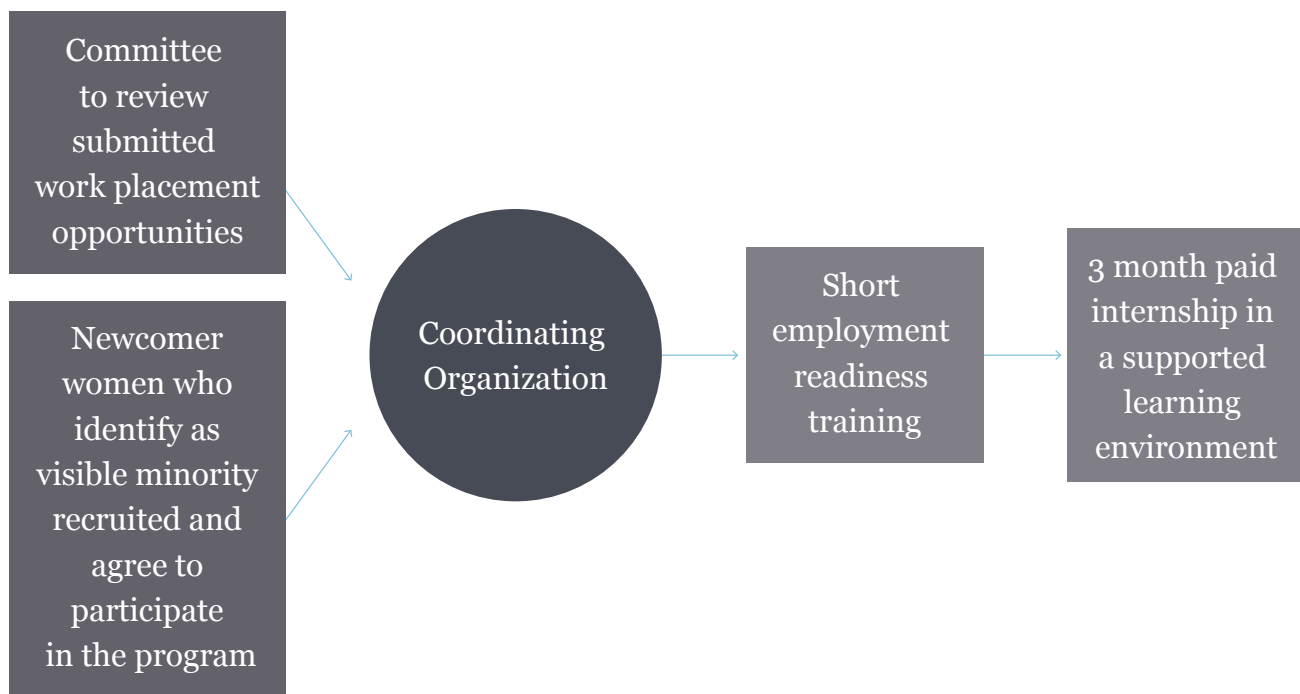 Committee
to review
submitted
work placement
opportunities
Newcomer
women who
identify as
visible minority
recruited and
agree to
participate
in the program
Coordinating
Organization
Short
employment
readiness
training
3 month paid
internship in
a supported
learning
environment